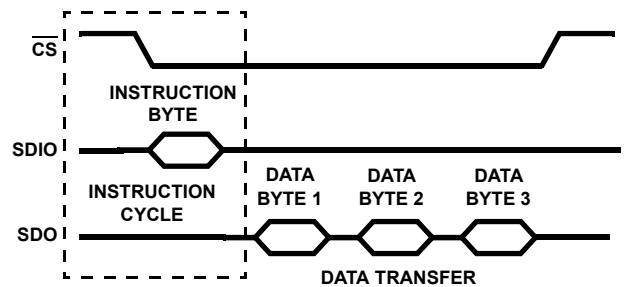 CS
INSTRUCTION
BYTE
SDIO
INSTRUCTION
CYCLE
DATA
BYTE 1
DATA
BYTE 2
DATA
BYTE 3
SDO
DATA TRANSFER